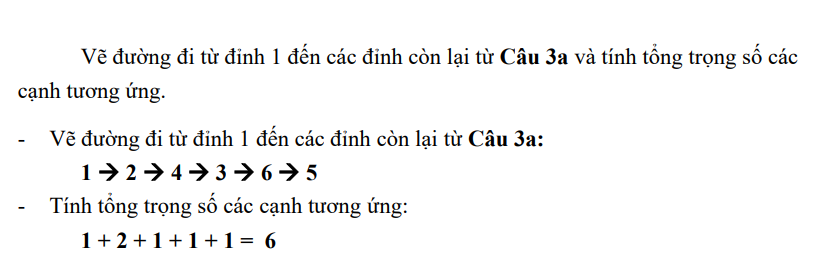 Vẽ đường đi từ đỉnh 1 đến các đỉnh còn lại từ Câu 3a và tính tổng trọng số các
cạnh tương ứng.
- Vẽ đường đi từ đỉnh 1 đến các đỉnh còn lại từ Câu 3a:
1 → 2 → 4 → 3 → 6 → 5
- Tính tổng trọng số các cạnh tương ứng:
1 + 2 + 1 + 1 + 1 = 6